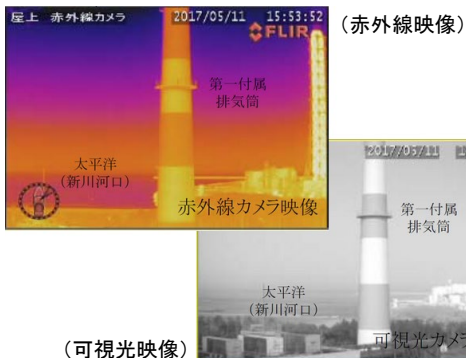 屋上 赤外線カメラ 2017/05/11 15:53:52
FLIR
(赤外線映像)
第一付属
排気筒
太平洋
(新川河口)
赤外線カメラ映像
2017/05/11
第一付属
排気筒
太平洋
(新川河口)
可視光カメ
(可視光映像)